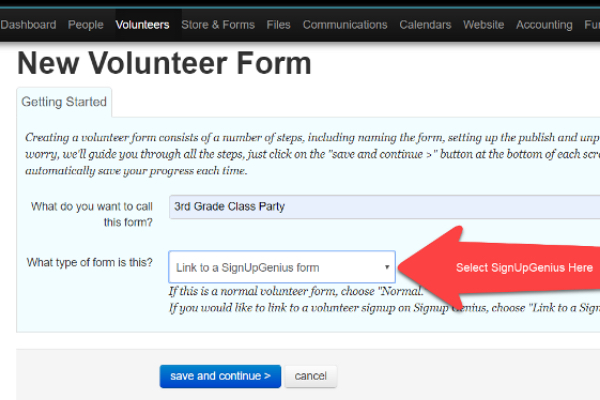 Dashboard People Volunteers Store & Forms Files Communications Calendars Website Accounting
New Volunteer Form
Getting Started
Creating a volunteer form consists of a number of steps, including naming the form, setting up the publish and
worry, we'll guide you through all the steps, just click on the "save and continue >" button at the bottom of each
automatically save your progress each time.
What do you want to call this form?
3rd Grade Class Party
What type of form is this?
Link to a SignUpGenius form
Select SignUpGenius Here
If this is a normal volunteer form, choose "Normal.
If you would like to link to a volunteer signup on Signup Genius, choose "Link to a
save and continue > cancel